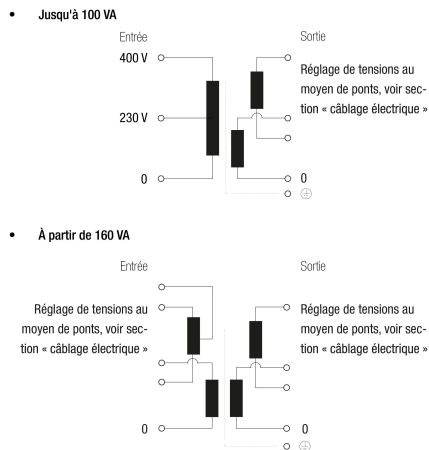 • Jusqu'à 100 VA
Entrée
Sortie
400 V
230 V
0
Réglage de tensions au
moyen de ponts, voir sec-
tion « câblage électrique »
0
• À partir de 160 VA
Entrée
Sortie
Réglage de tensions au
moyen de ponts, voir sec-
tion « câblage électrique »
0
Réglage de tensions au
moyen de ponts, voir sec-
tion « câblage électrique »
0